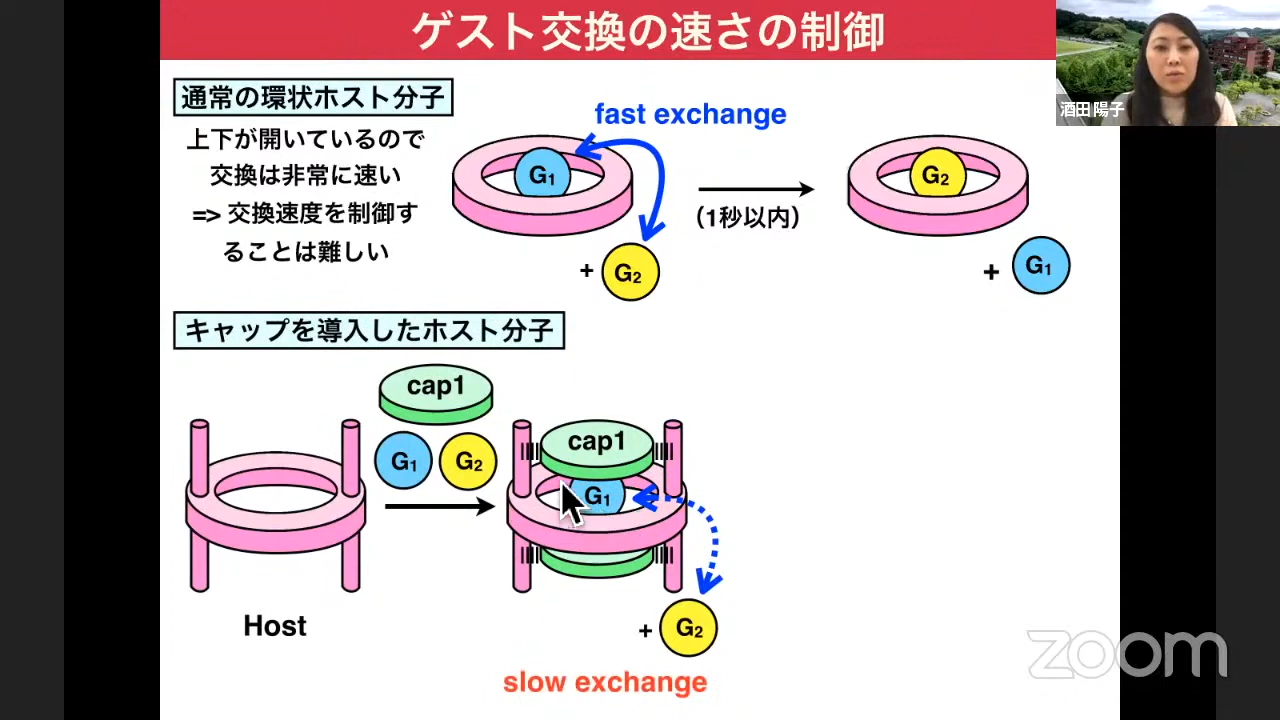 ゲスト交換の速さの制御
通常の環状ホスト分子
上下が開いているので
交換は非常に速い
=> 交換速度を制御す
ることは難しい
fast exchange
G₁
+ G₂
(1秒以内)
G₂
+ G₁
酒田 陽子
キャップを導入したホスト分子
cap1
G₁ G₂
Host
cap1
G₁
+ G₂
slow exchange
zoom